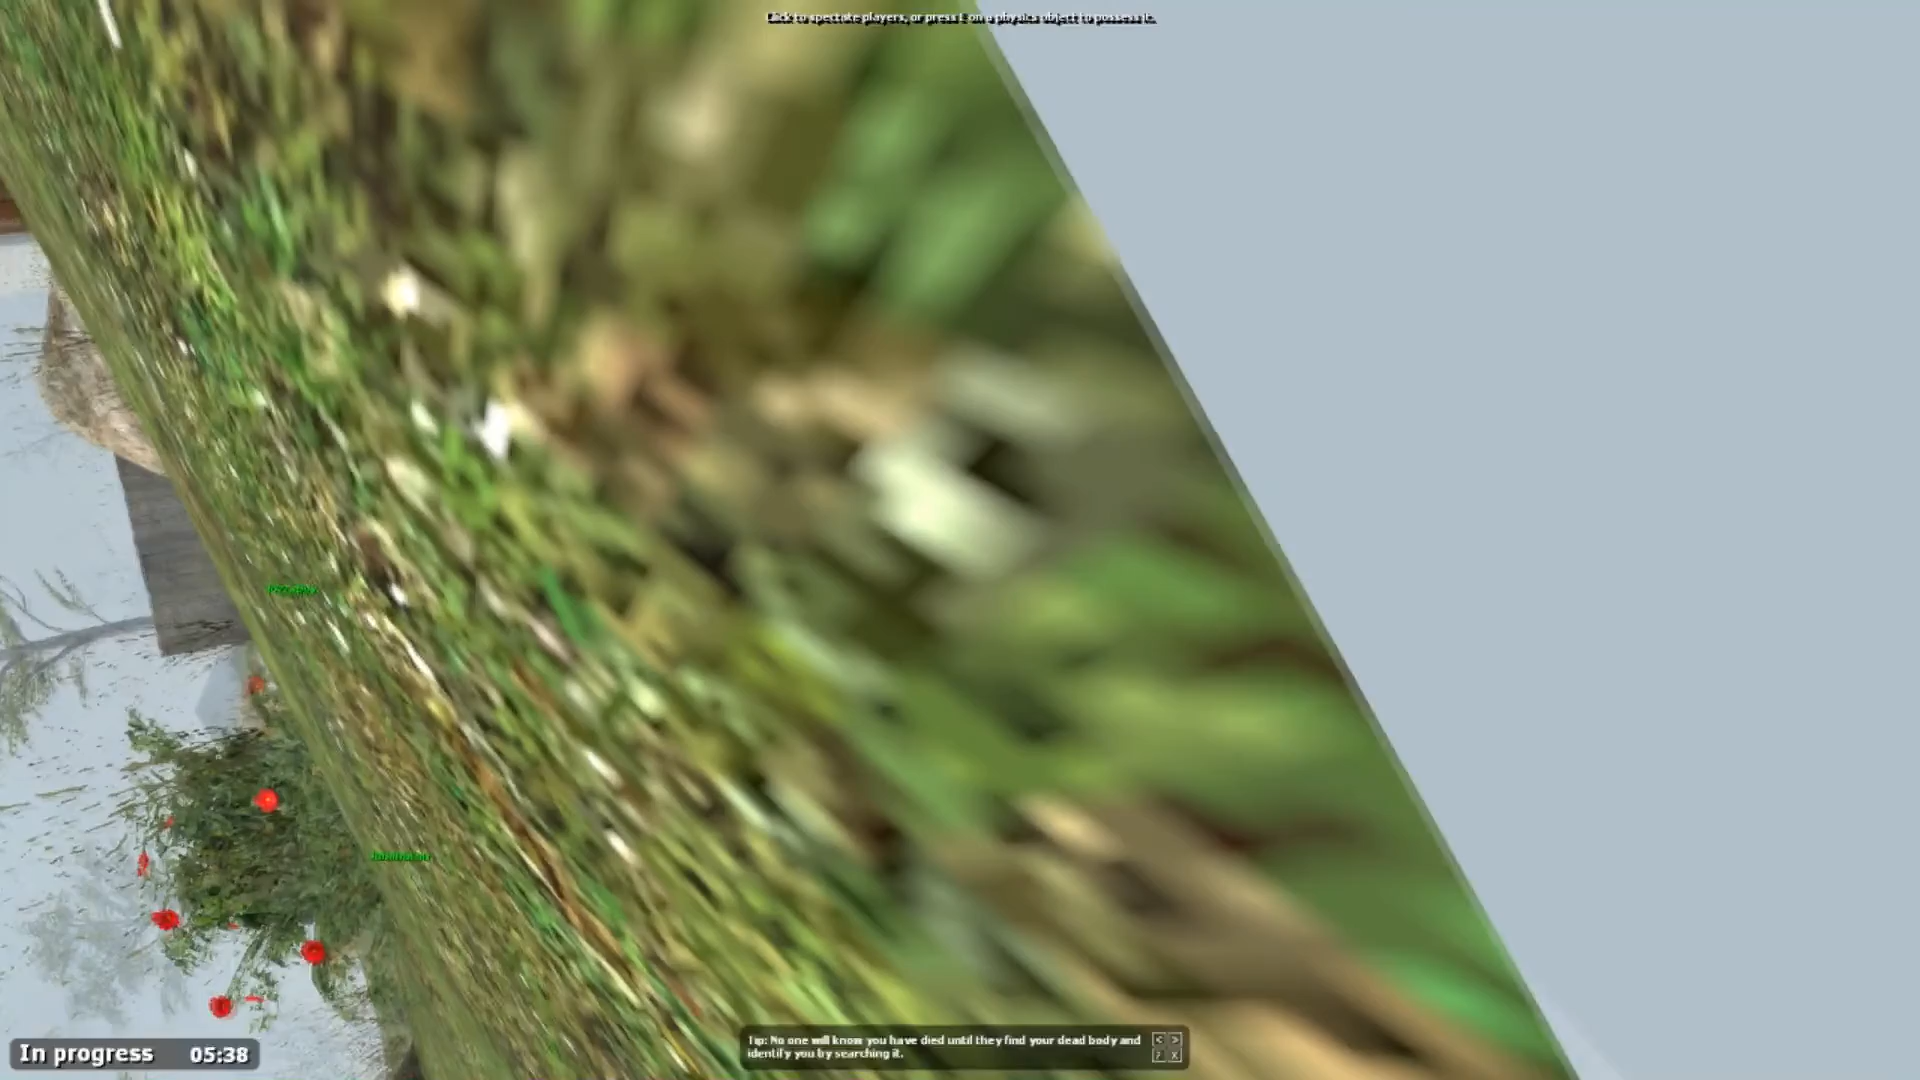 Click to spectate players, or press E on a physics object to possess it.
In progress 05:38
Tip: No one will know you have died until they find your dead body and
identify you by searching it.